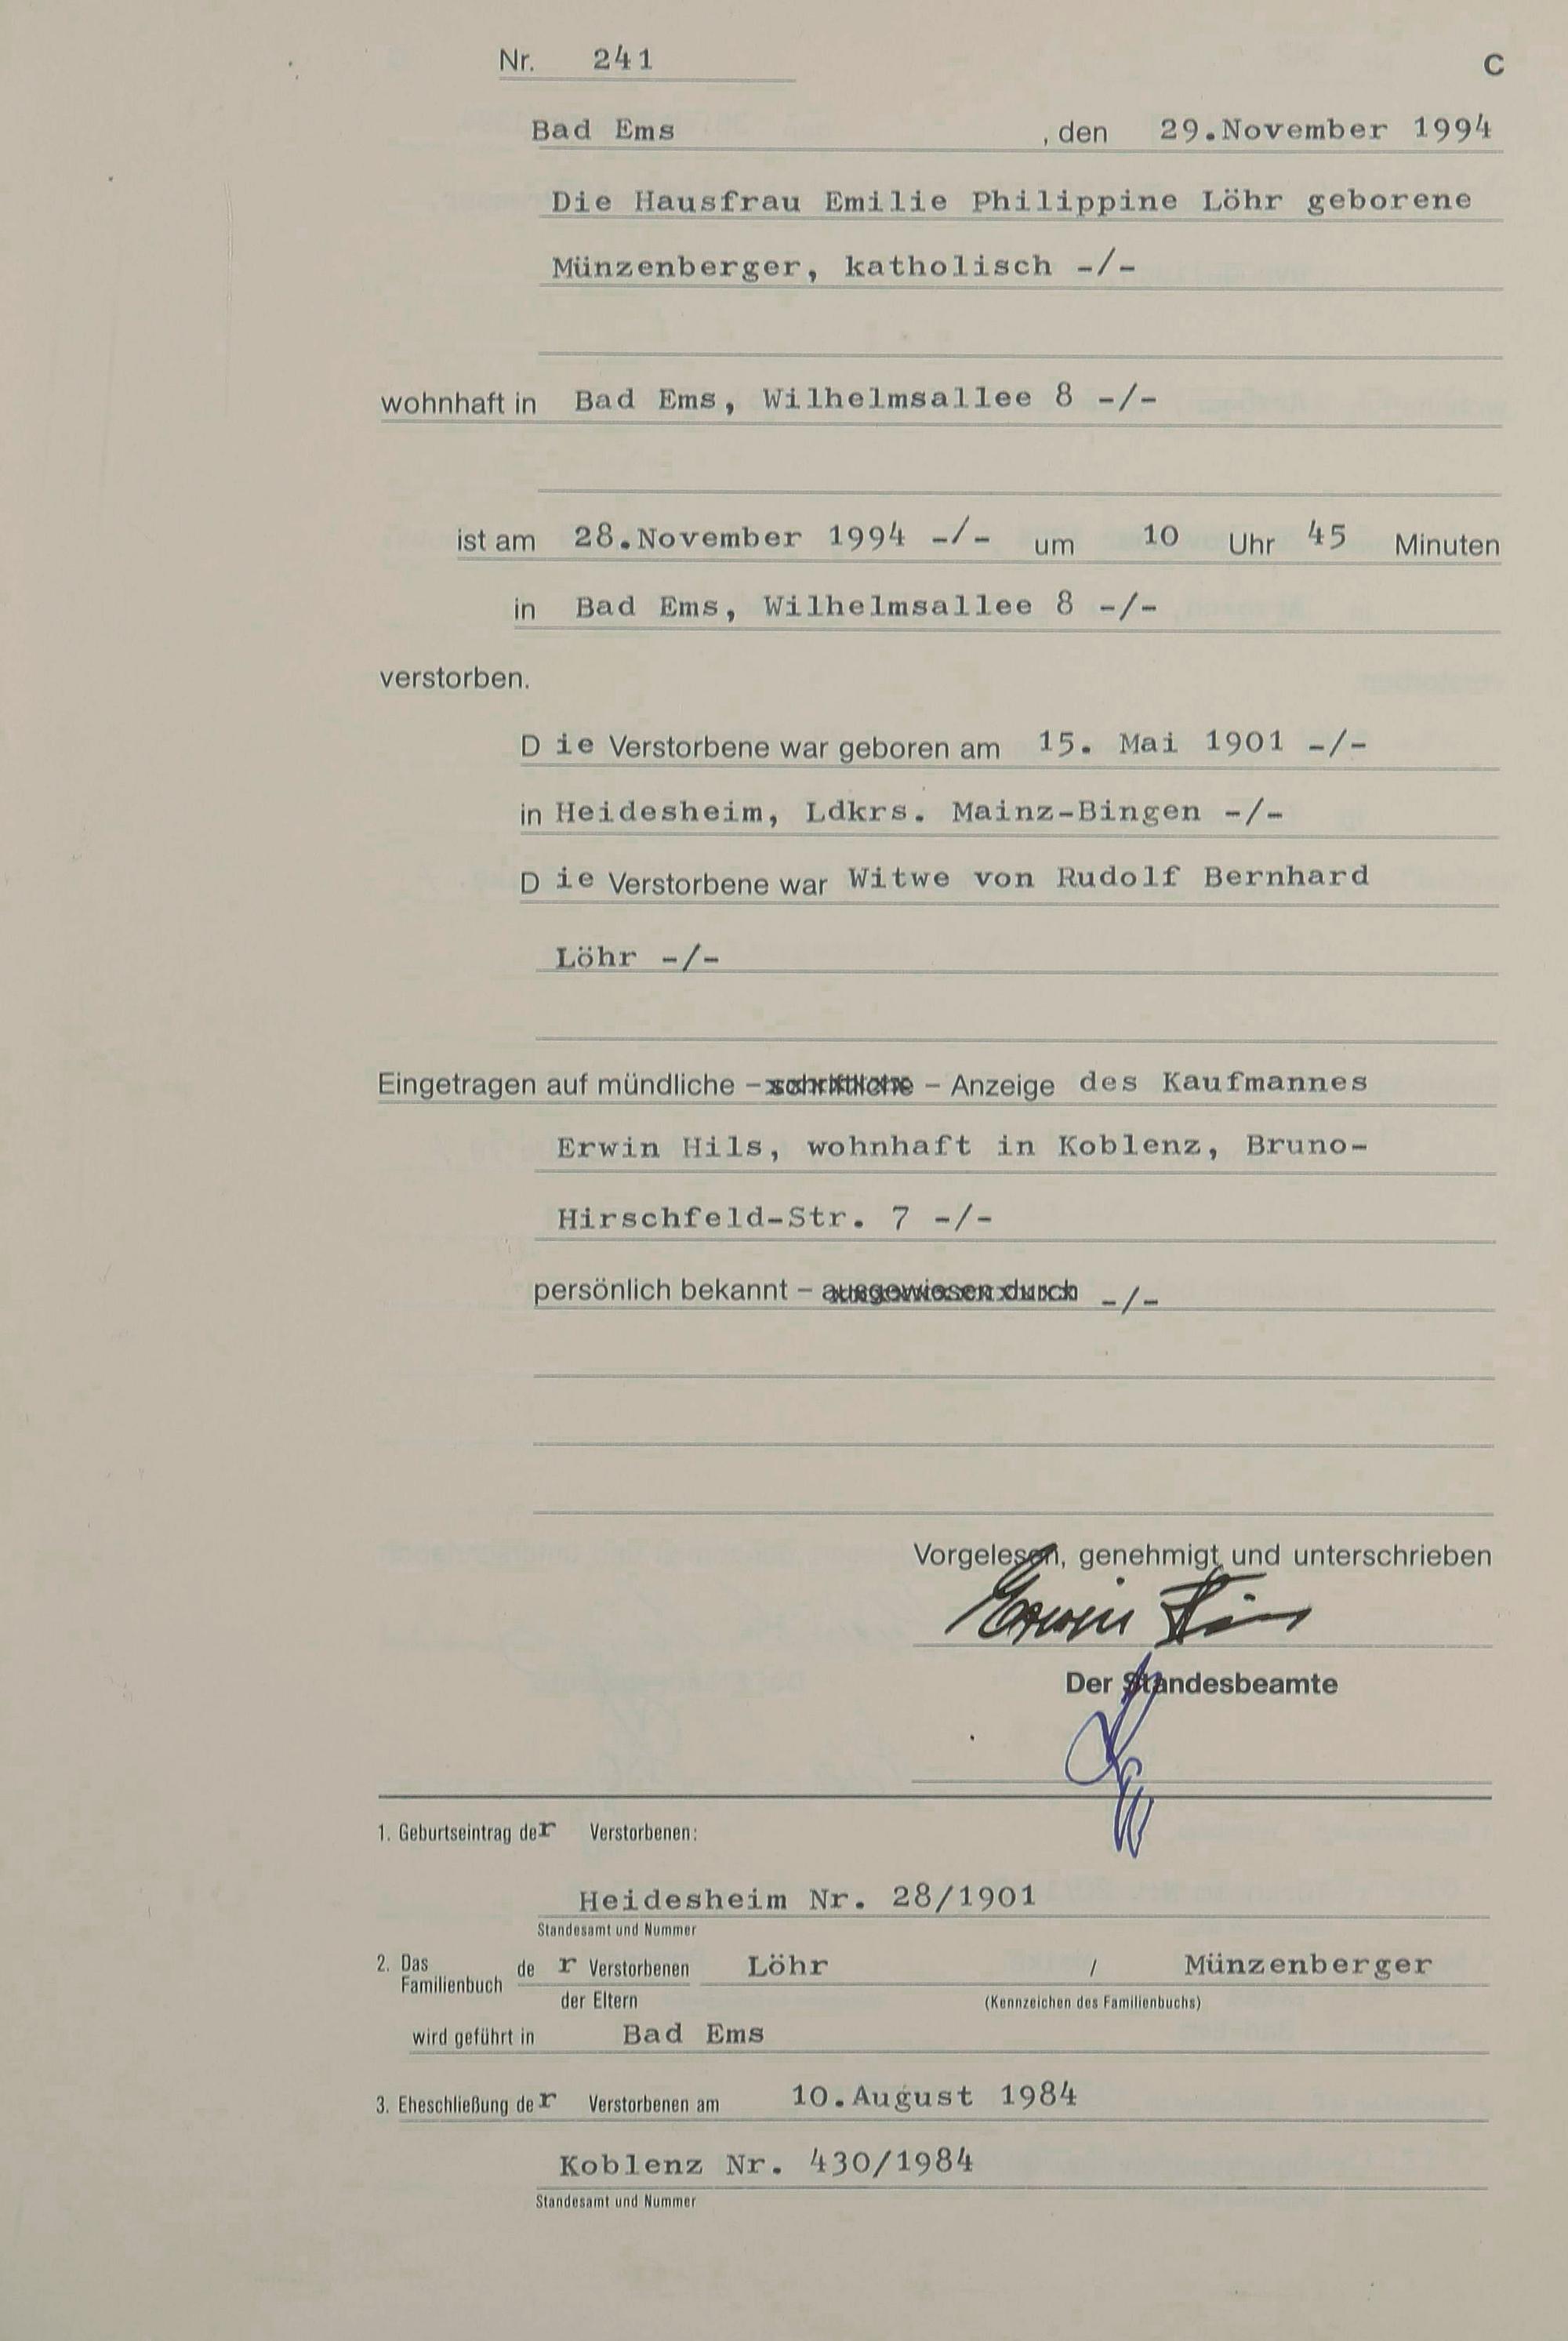 Nr. 241
C
Bad Ems , den 29.November 1994
Die Hausfrau Emilie Philippine Löhr geborene
Münzenberger, katholisch -/-
wohnhaft in Bad Ems, Wilhelmsallee 8 -/-
ist am 28.November 1994 -/- um 10 Uhr 45 Minuten
in Bad Ems, Wilhelmsallee 8 -/-
verstorben.
D ie Verstorbene war geboren am 15. Mai 1901 -/-
in Heidesheim, Ldkrs. Mainz-Bingen -/-
D ie Verstorbene war Witwe von Rudolf Bernhard
Löhr -/-
Eingetragen auf mündliche – schriftliche – Anzeige des Kaufmannes
Erwin Hils, wohnhaft in Koblenz, Bruno-
Hirschfeld-Str. 7 -/-
persönlich bekannt – ausgewiesen durch -/-
Vorgelesen, genehmigt und unterschrieben
Erwin Hils
Der Standesbeamte
1. Geburtseintrag der Verstorbenen:
Heidesheim Nr. 28/1901
Standesamt und Nummer
2. Das Familienbuch de r Verstorbenen Löhr / Münzenberger
der Eltern (Kennzeichen des Familienbuchs)
wird geführt in Bad Ems
3. Eheschließung der Verstorbenen am 10.August 1984
Koblenz Nr. 430/1984
Standesamt und Nummer